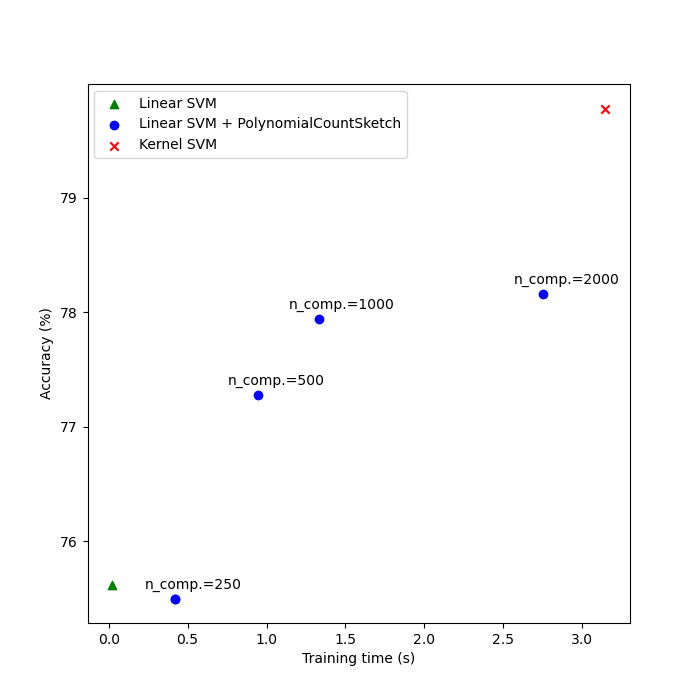 Linear SVM
Linear SVM + PolynomialCountSketch
Kernel SVM
79
78
77
76
Accuracy (%)
n_comp.=2000
n_comp.=1000
n_comp.=500
n_comp.=250
0.0 0.5 1.0 1.5 2.0 2.5 3.0
Training time (s)